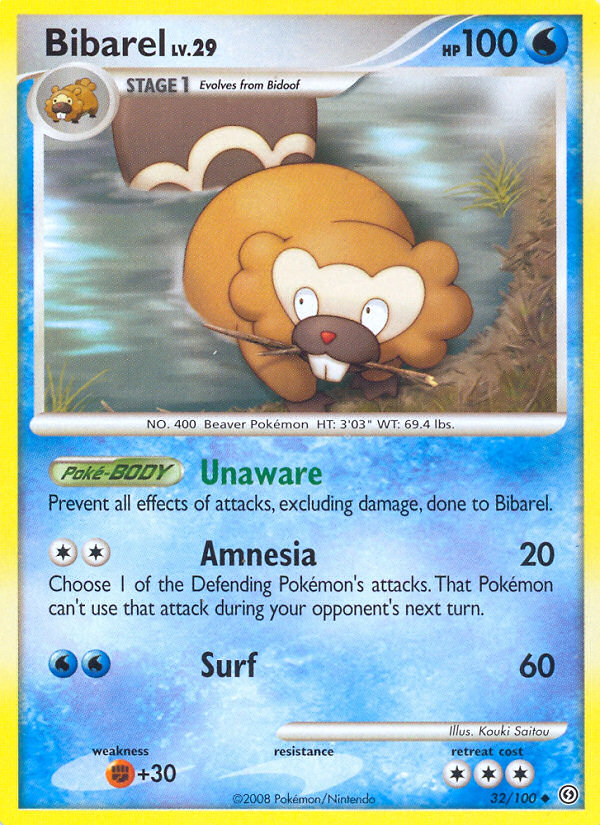 Bibarel LV.29 HP 100
STAGE 1 Evolves from Bidoof
NO. 400 Beaver Pokémon HT: 3'03" WT: 69.4 lbs.
Poké-BODY Unaware
Prevent all effects of attacks, excluding damage, done to Bibarel.
Amnesia 20
Choose 1 of the Defending Pokémon's attacks. That Pokémon
can't use that attack during your opponent's next turn.
Surf 60
Illus. Kouki Saitou
weakness resistance retreat cost
+30
©2008 Pokémon/Nintendo 32/100